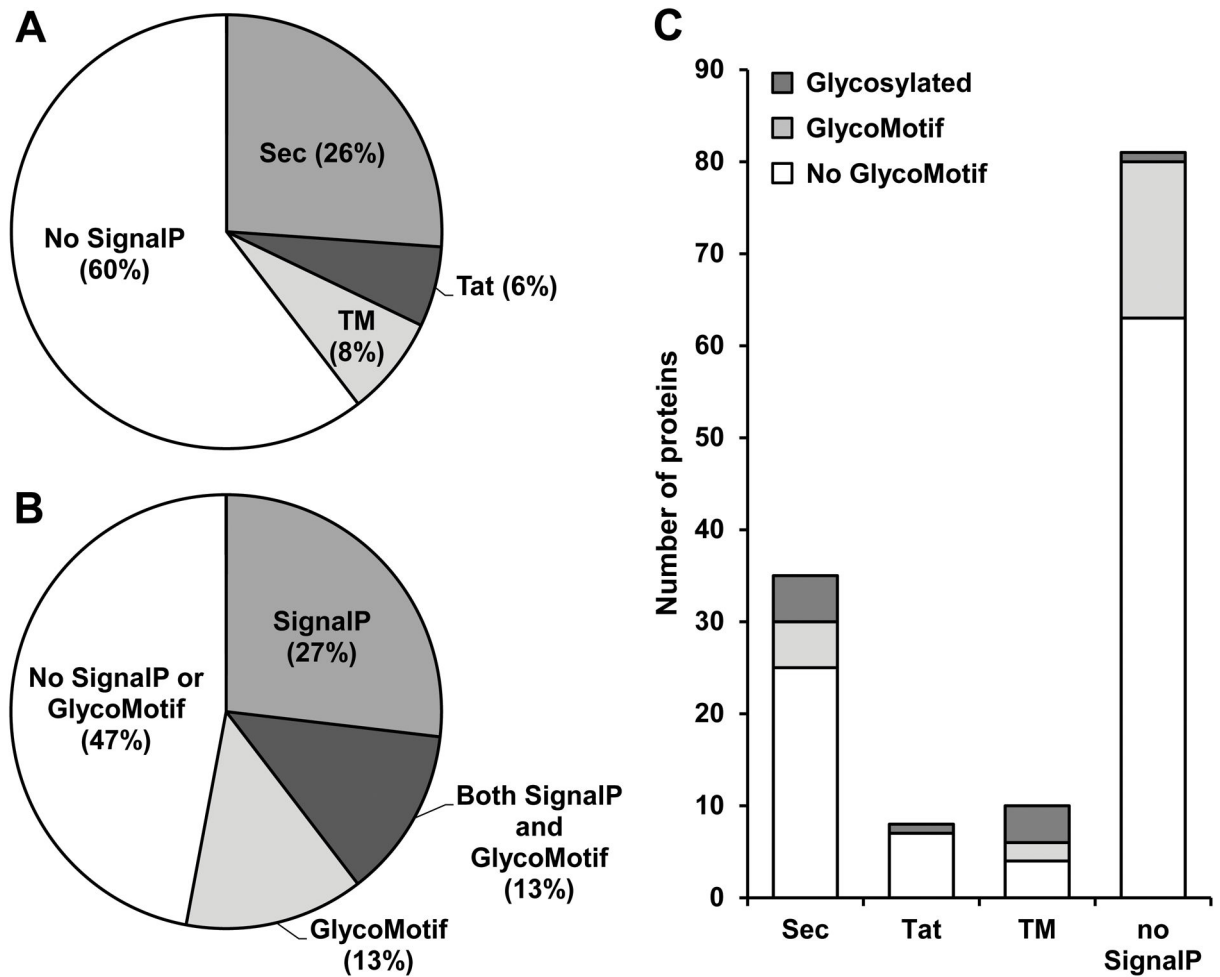 A
Sec (26%)
No SignalP
(60%)
Tat (6%)
TM
(8%)
B
SignalP
(27%)
No SignalP or
GlycoMotif
(47%)
Both SignalP
and
GlycoMotif
(13%)
GlycoMotif
(13%)
C
90
80
70
60
50
40
30
20
10
0
Number of proteins
Glycosylated
GlycoMotif
No GlycoMotif
Sec
Tat
TM
no
SignalP